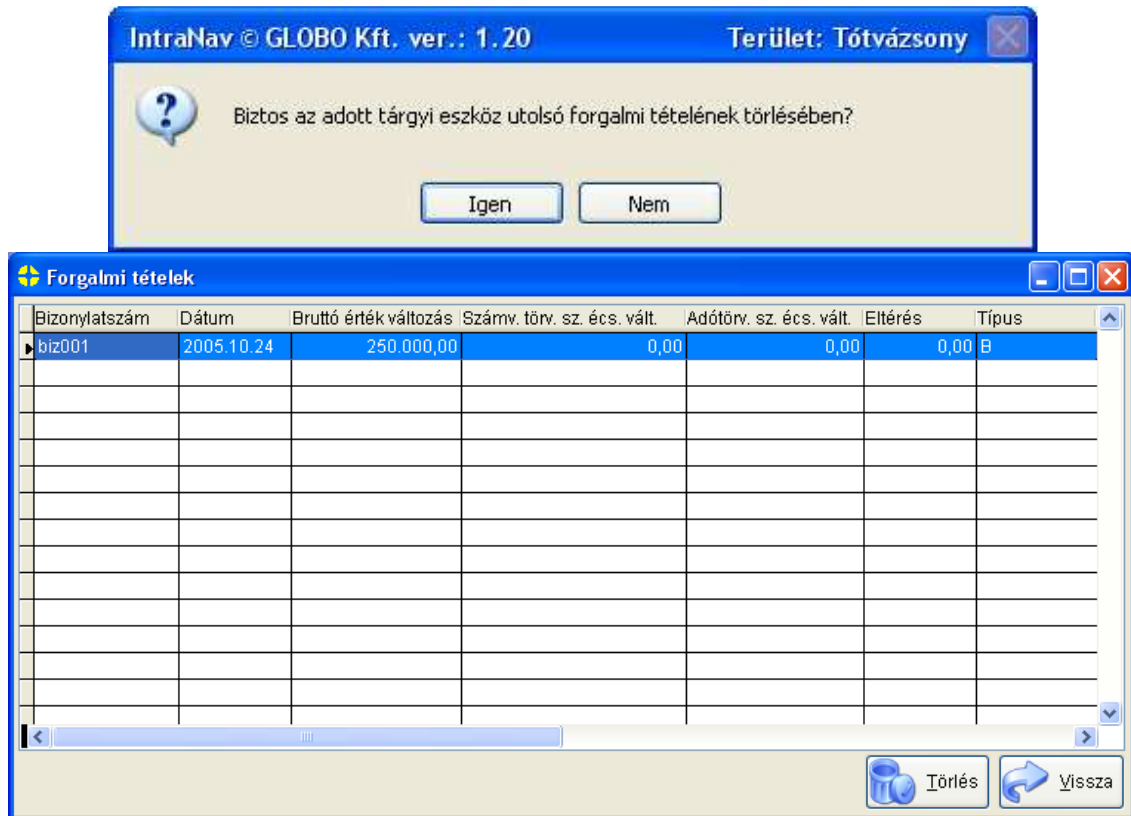 IntraNav © GLOBO Kft. ver.: 1.20 Terület: Tótvázsony
Biztos az adott tárgyi eszköz utolsó forgalmi tételének törlésében?
Igen Nem
Forgalmi tételek
Bizonylatszám Dátum Bruttó érték változás Számv. törv. sz. écs. vált. Adótörv. sz. écs. vált. Eltérés Típus
biz001 2005.10.24 250.000,00 0,00 0,00 0,00 B
Törlés Vissza